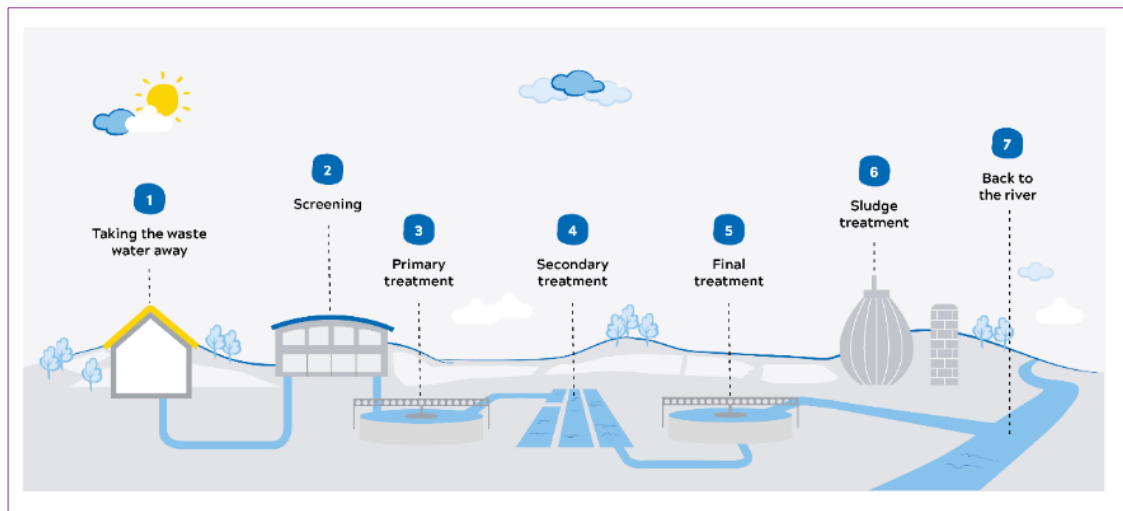 1
Taking the waste
water away
2
Screening
3
Primary
treatment
4
Secondary
treatment
5
Final
treatment
6
Sludge
treatment
7
Back to
the river